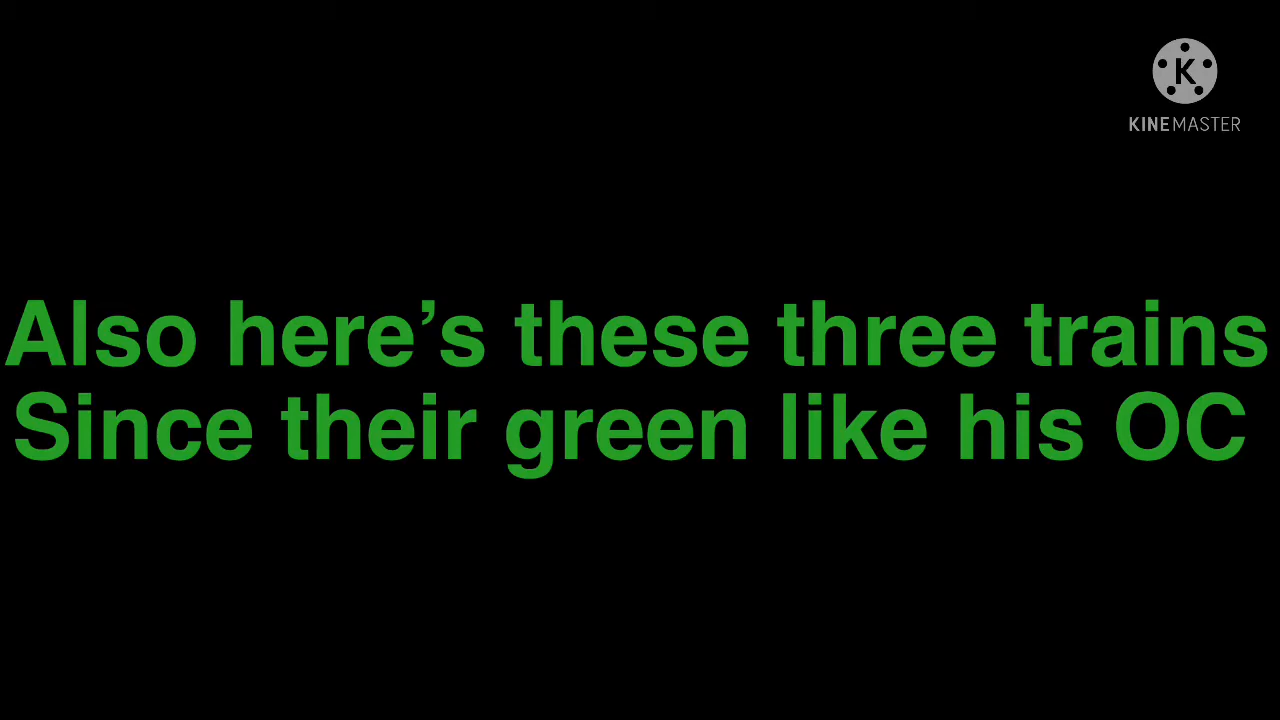 K
KINEMASTER
Also here’s these three trains
Since their green like his OC